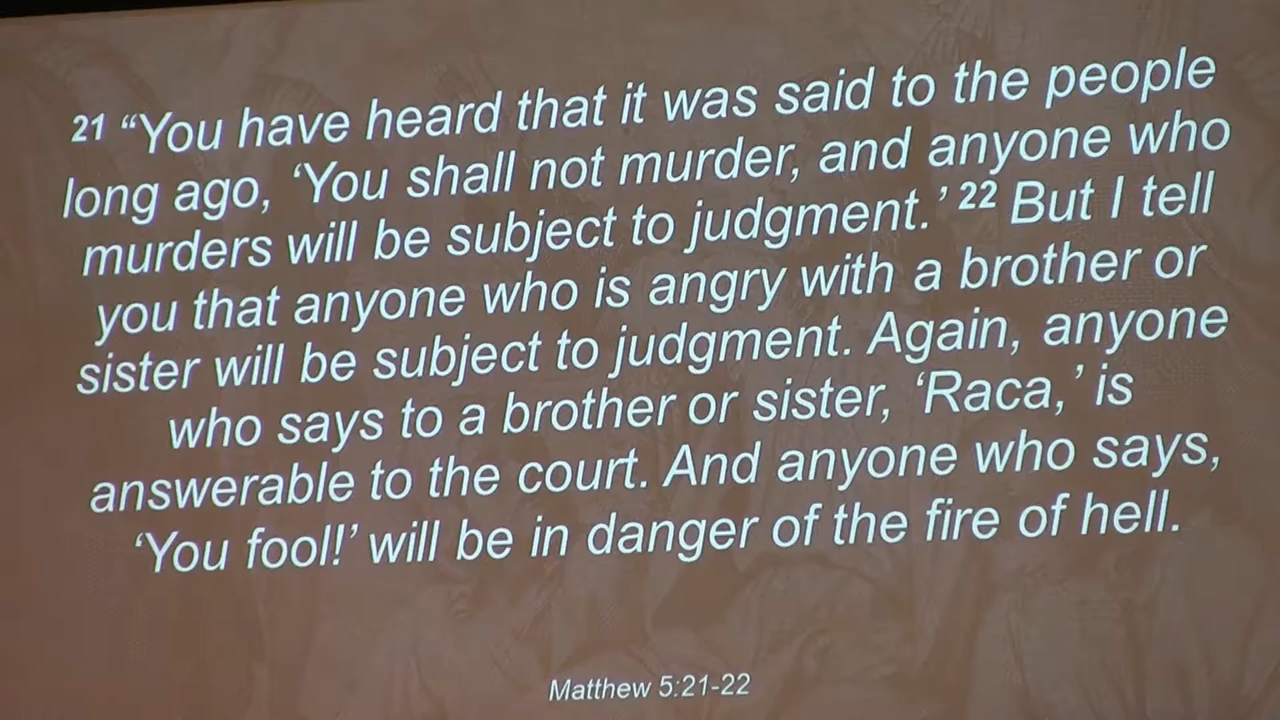 21 “You have heard that it was said to the people
long ago, ‘You shall not murder, and anyone who
murders will be subject to judgment.’ 22 But I tell
you that anyone who is angry with a brother or
sister will be subject to judgment. Again, anyone
who says to a brother or sister, ‘Raca,’ is
answerable to the court. And anyone who says,
‘You fool!’ will be in danger of the fire of hell.
Matthew 5:21-22